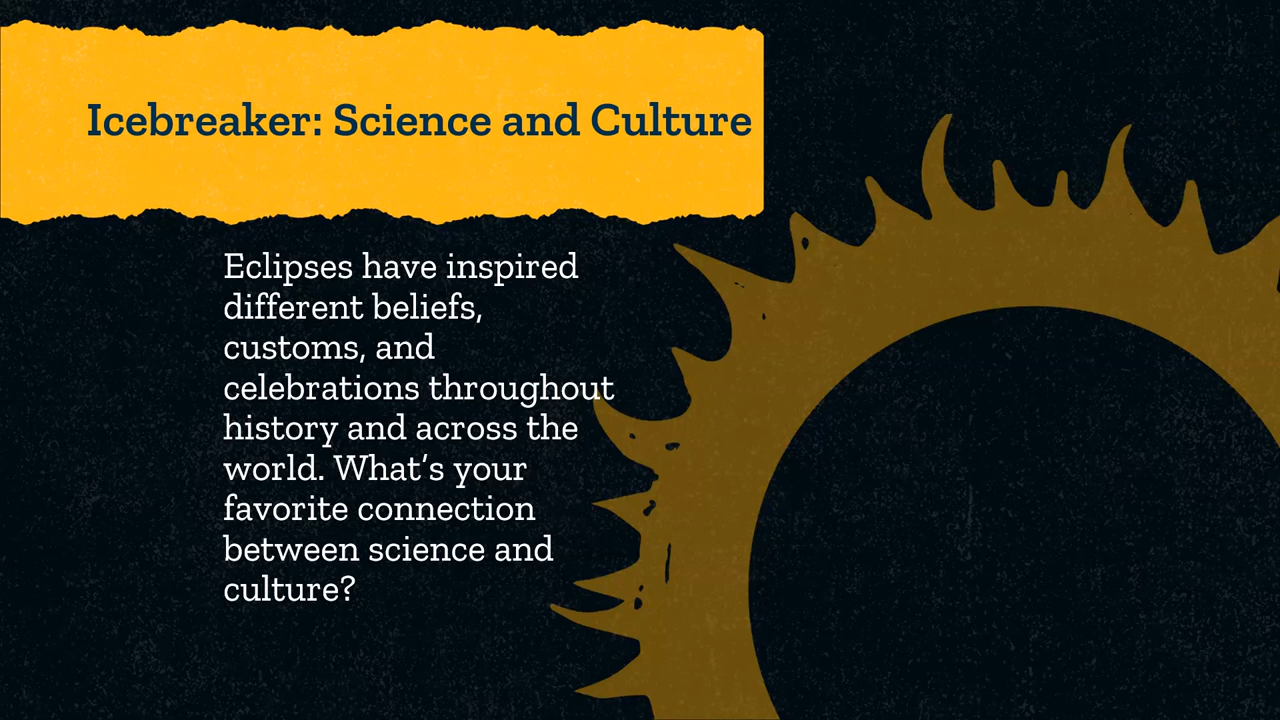 Icebreaker: Science and Culture
Eclipses have inspired
different beliefs,
customs, and
celebrations throughout
history and across the
world. What’s your
favorite connection
between science and
culture?